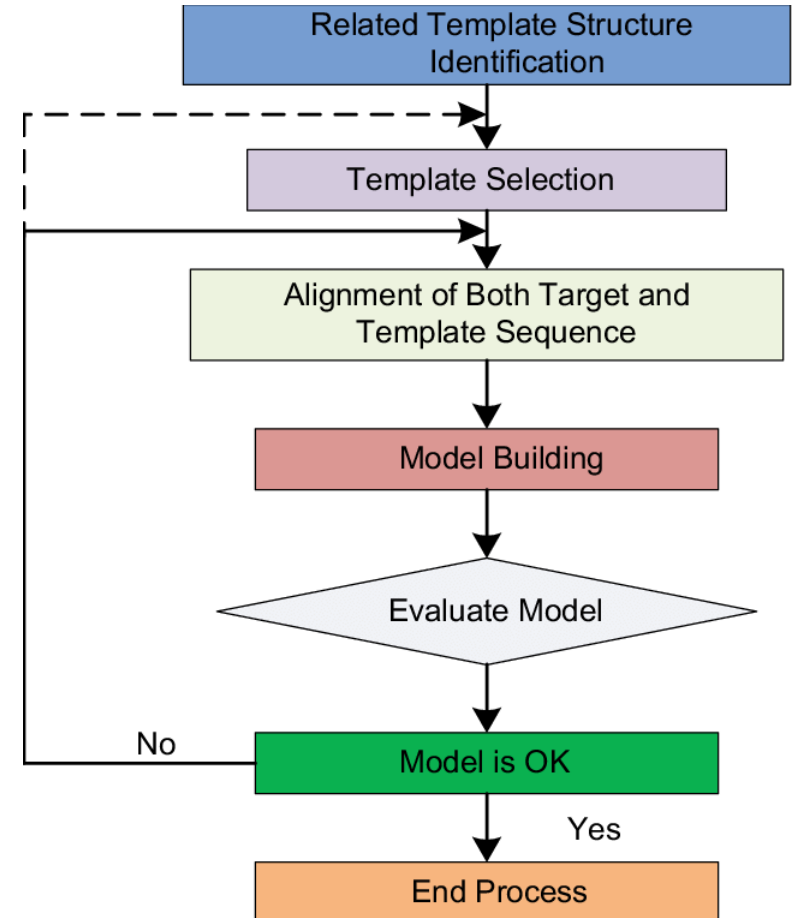 Related Template Structure
Identification
Template Selection
Alignment of Both Target and
Template Sequence
Model Building
Evaluate Model
No
Model is OK
Yes
End Process